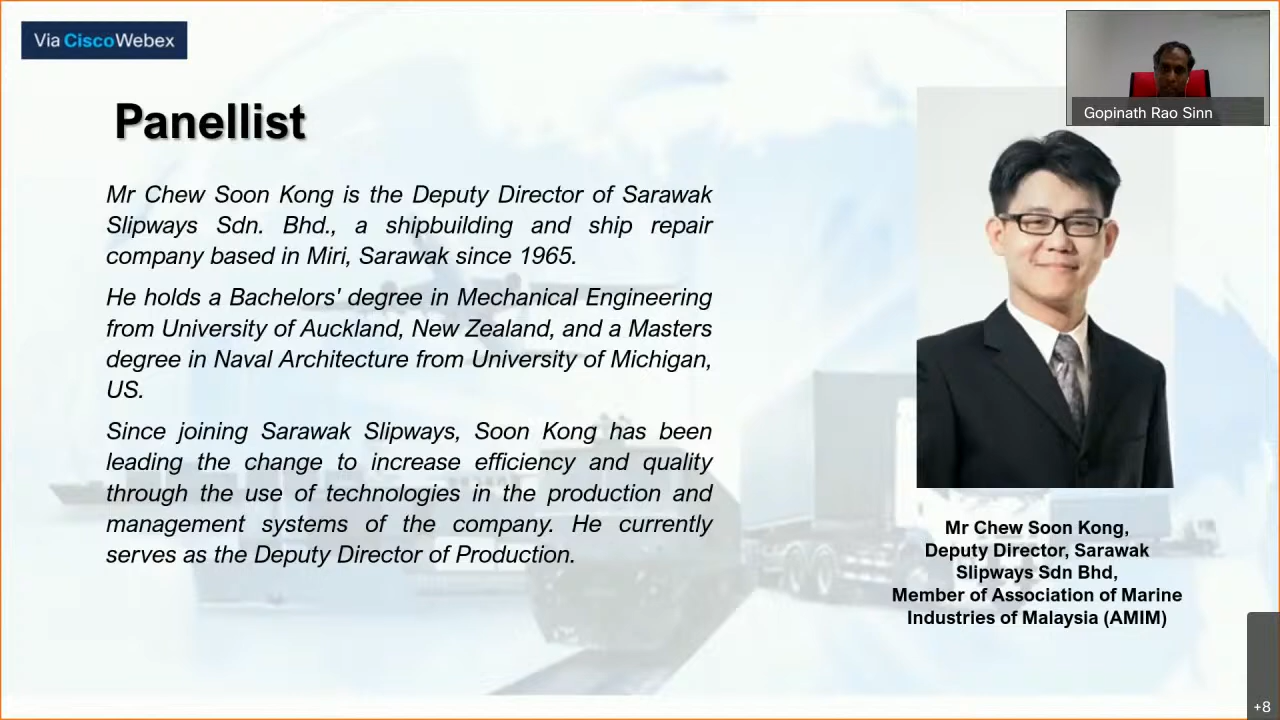 Via CiscoWebex
Gopinath Rao Sinn
Panellist
Mr Chew Soon Kong is the Deputy Director of Sarawak
Slipways Sdn. Bhd., a shipbuilding and ship repair
company based in Miri, Sarawak since 1965.
He holds a Bachelors' degree in Mechanical Engineering
from University of Auckland, New Zealand, and a Masters
degree in Naval Architecture from University of Michigan,
US.
Since joining Sarawak Slipways, Soon Kong has been
leading the change to increase efficiency and quality
through the use of technologies in the production and
management systems of the company. He currently
serves as the Deputy Director of Production.
Mr Chew Soon Kong,
Deputy Director, Sarawak
Slipways Sdn Bhd,
Member of Association of Marine
Industries of Malaysia (AMIM)
+8